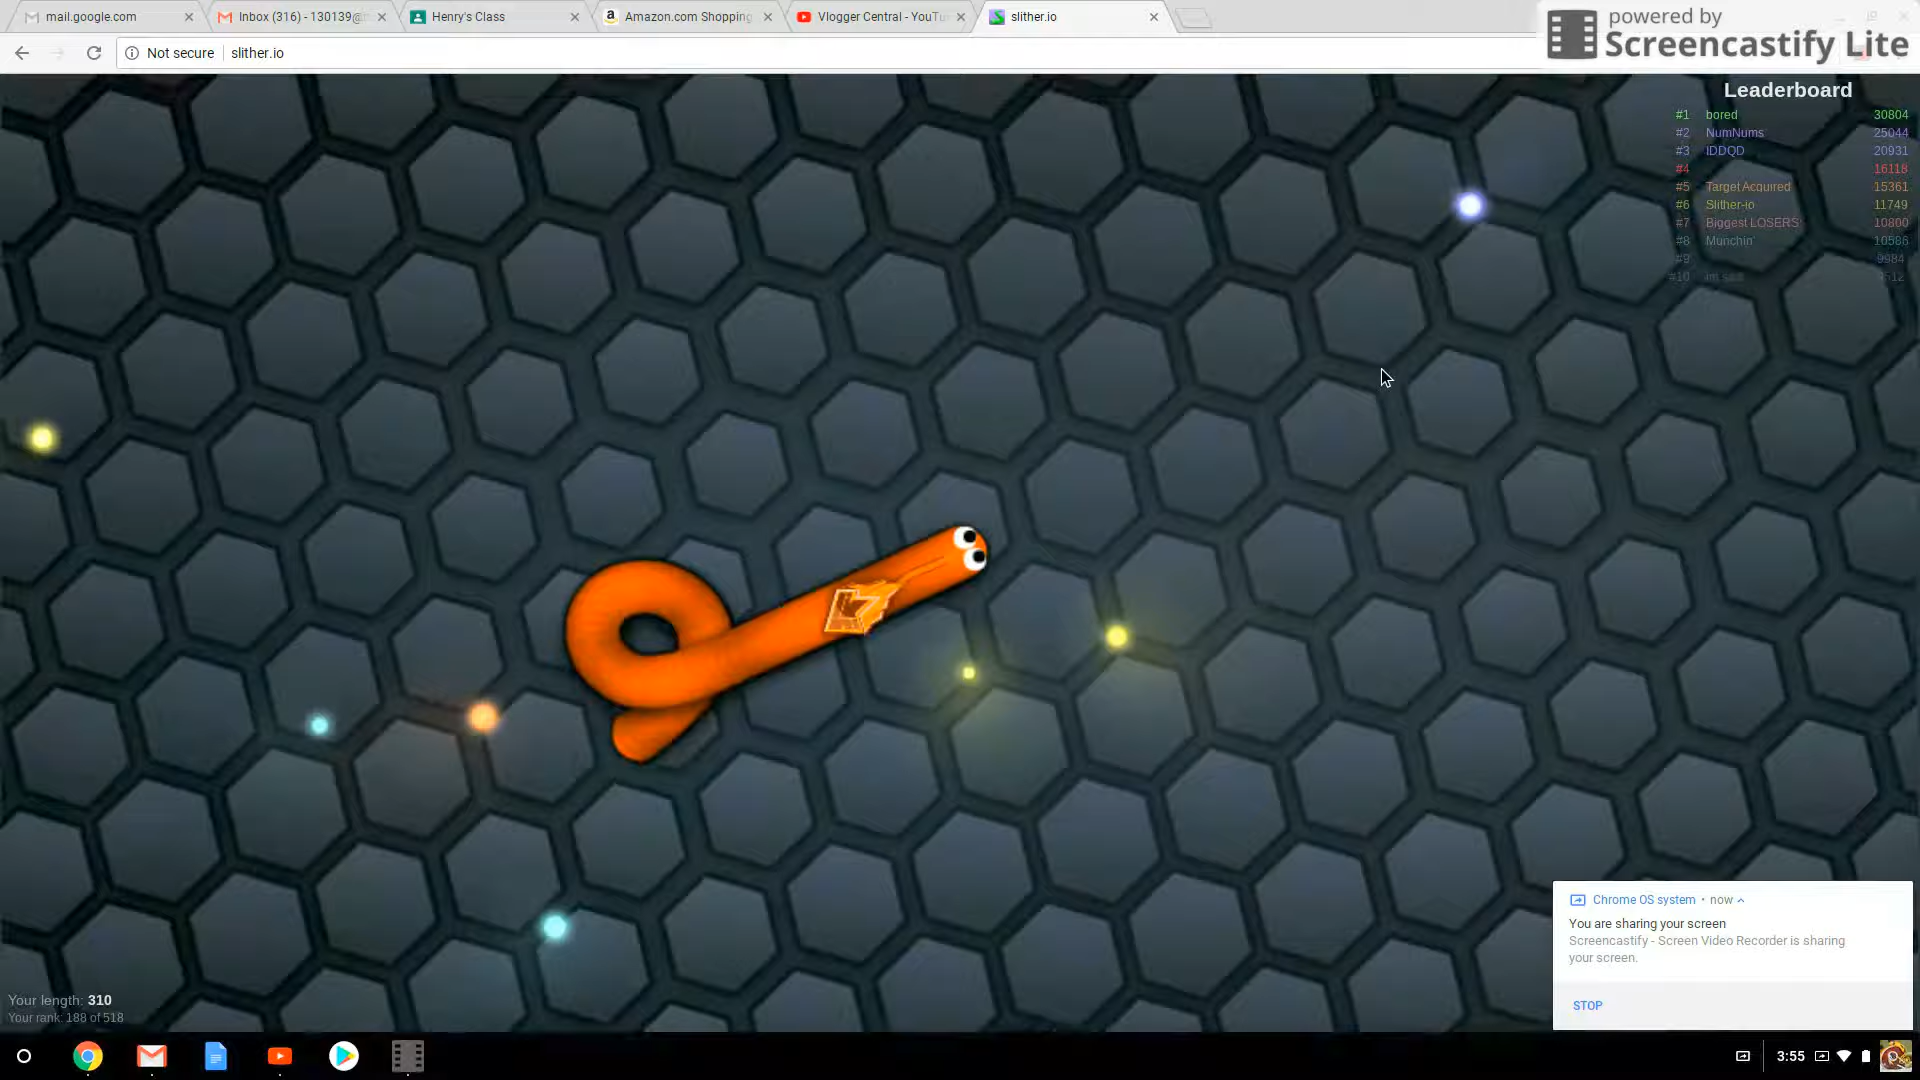 mail.google.com
Inbox (316) - 130139@
Henry's Class
Amazon.com Shopping
Vlogger Central - YouTu
slither.io
powered by
Screencastify Lite
Not secure
slither.io
Leaderboard
#1 bored 30804
#2 NumNums 25044
#3 IDDQD 20931
#4 16118
#5 Target Acquired 15361
#6 Slither-io 11749
#7 Biggest LOSERS 10800
#8 Munchin' 10586
#9 9984
#10
Chrome OS system • now
You are sharing your screen
Screencastify - Screen Video Recorder is sharing
your screen.
STOP
Your length: 310
Your rank: 188 of 518
3:55